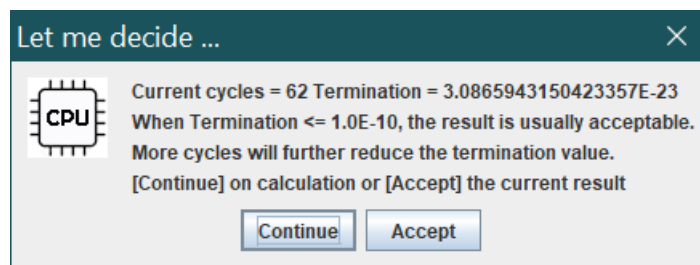 Let me decide ...
CPU
Current cycles = 62 Termination = 3.0865943150423357E-23
When Termination <= 1.0E-10, the result is usually acceptable.
More cycles will further reduce the termination value.
[Continue] on calculation or [Accept] the current result
Continue Accept